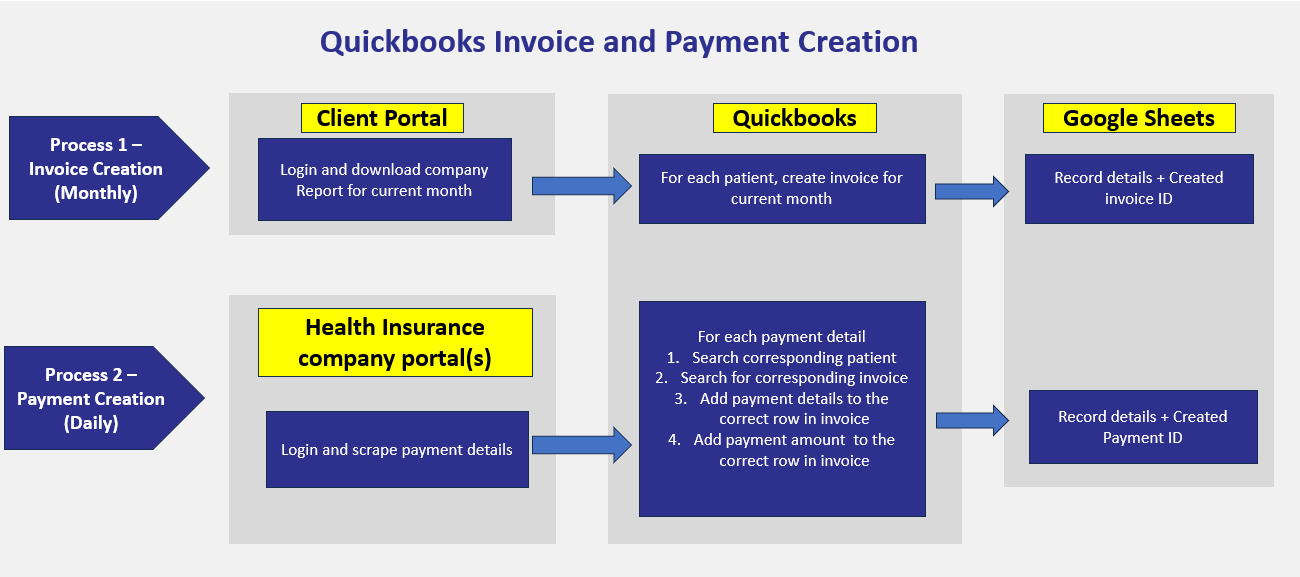 Quickbooks Invoice and Payment Creation
Process 1 –
Invoice Creation
(Monthly)
Client Portal
Login and download company
Report for current month
Quickbooks
For each patient, create invoice for
current month
Google Sheets
Record details + Created
invoice ID
Process 2 –
Payment Creation
(Daily)
Health Insurance
company portal(s)
Login and scrape payment details
For each payment detail
1. Search corresponding patient
2. Search for corresponding invoice
3. Add payment details to the
correct row in invoice
4. Add payment amount to the
correct row in invoice
Record details + Created
Payment ID